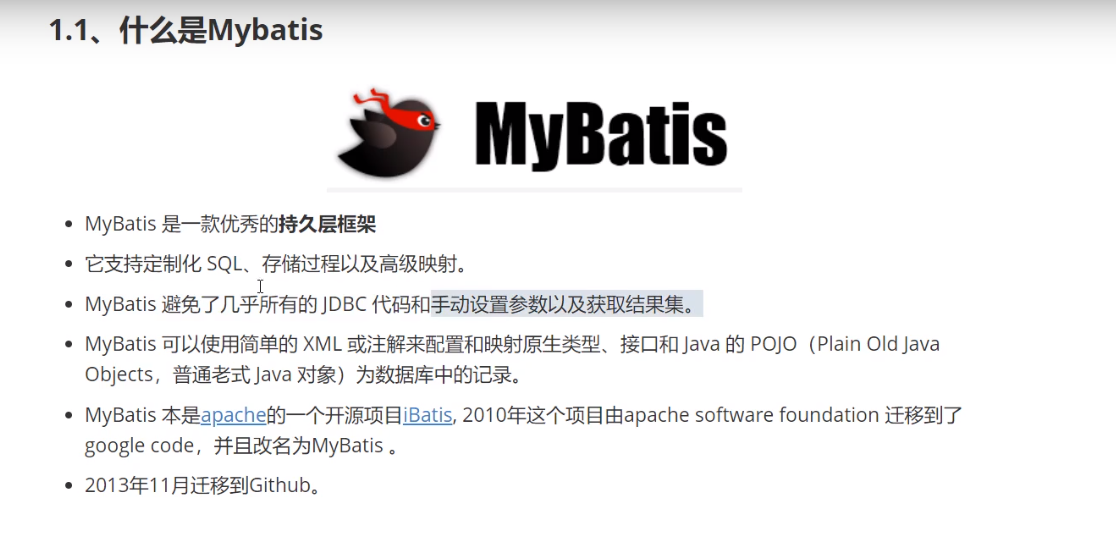 1.1、什么是Mybatis
MyBatis
MyBatis 是一款优秀的持久层框架
它支持定制化 SQL、存储过程以及高级映射。
MyBatis 避免了几乎所有的 JDBC 代码和手动设置参数以及获取结果集。
MyBatis 可以使用简单的 XML 或注解来配置和映射原生类型、接口和 Java 的 POJO（Plain Old Java
Objects，普通老式 Java 对象）为数据库中的记录。
MyBatis 本是apache的一个开源项目iBatis, 2010年这个项目由apache software foundation 迁移到了
google code，并且改名为MyBatis 。
2013年11月迁移到Github。